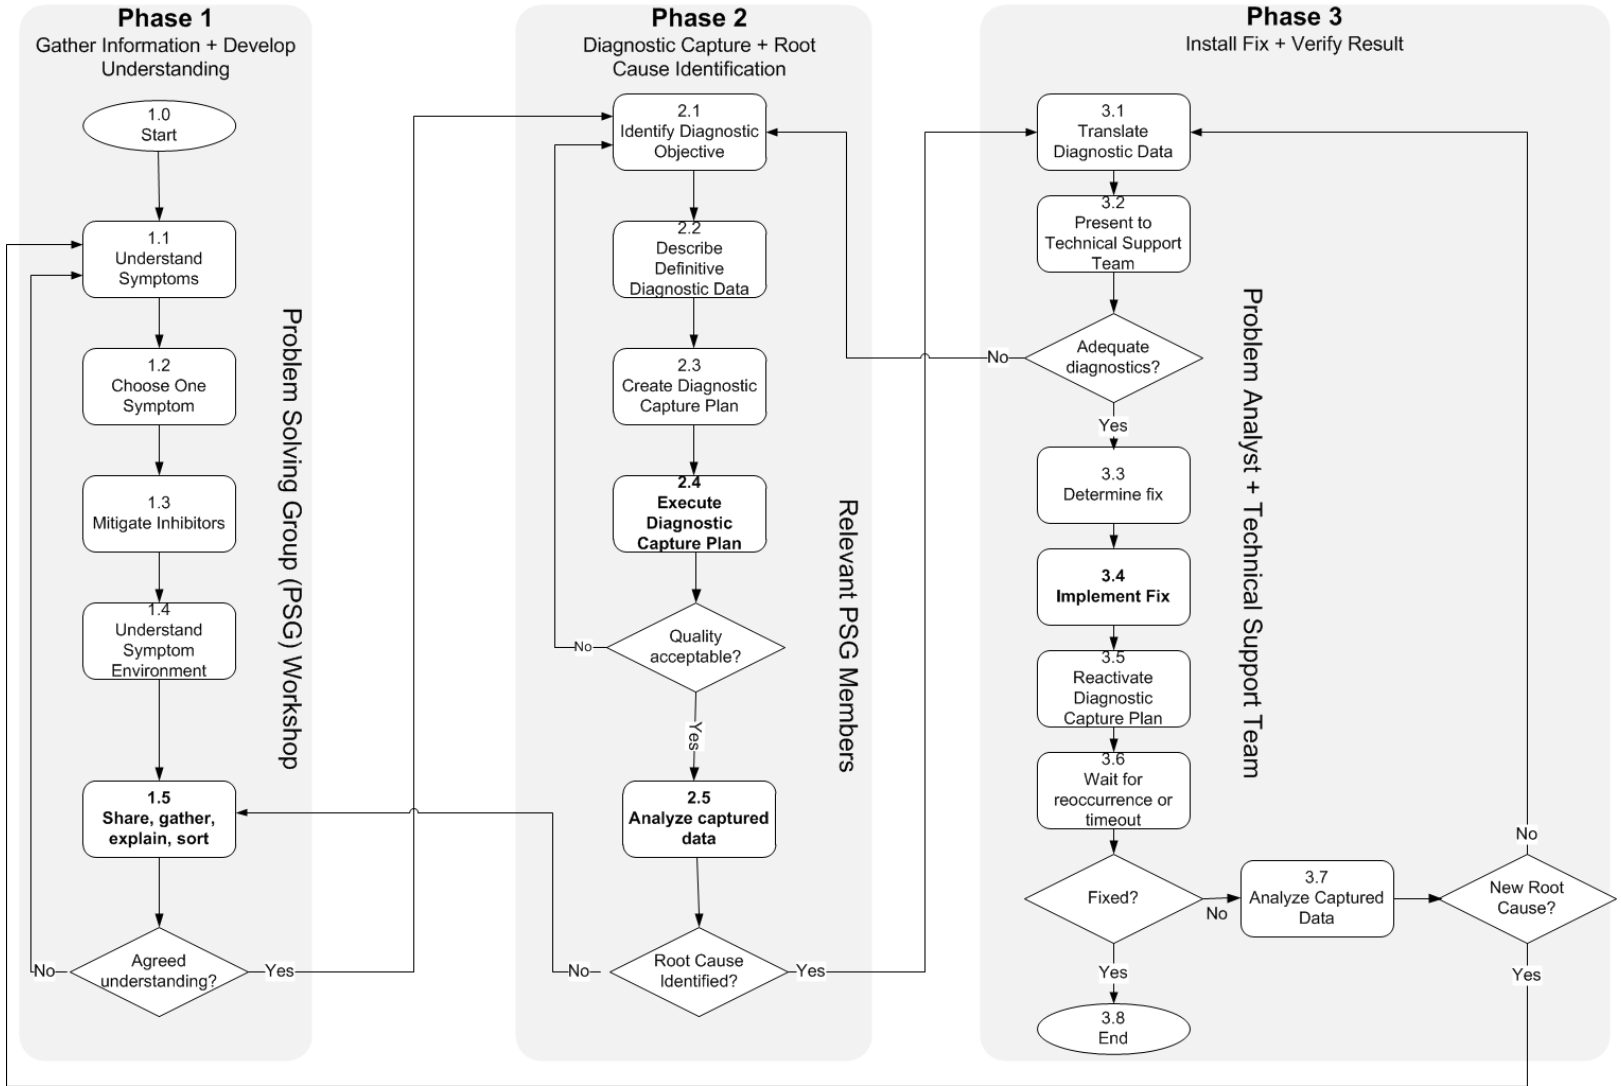 Phase 1
Gather Information + Develop
Understanding
1.0
Start
1.1
Understand
Symptoms
1.2
Choose One
Symptom
1.3
Mitigate Inhibitors
1.4
Understand
Symptom
Environment
1.5
Share, gather,
explain, sort
Agreed
understanding?
No
Yes
Problem Solving Group (PSG) Workshop
Phase 2
Diagnostic Capture + Root
Cause Identification
2.1
Identify Diagnostic
Objective
2.2
Describe
Definitive
Diagnostic Data
2.3
Create Diagnostic
Capture Plan
2.4
Execute
Diagnostic
Capture Plan
Quality
acceptable?
No
Yes
2.5
Analyze captured
data
Root Cause
Identified?
No
Yes
Relevant PSG Members
Phase 3
Install Fix + Verify Result
3.1
Translate
Diagnostic Data
3.2
Present to
Technical Support
Team
Adequate
diagnostics?
No
Yes
3.3
Determine fix
3.4
Implement Fix
3.5
Reactivate
Diagnostic
Capture Plan
3.6
Wait for
reoccurrence or
timeout
Fixed?
No
Yes
3.7
Analyze Captured
Data
New Root
Cause?
No
Yes
3.8
End
Problem Analyst + Technical Support Team